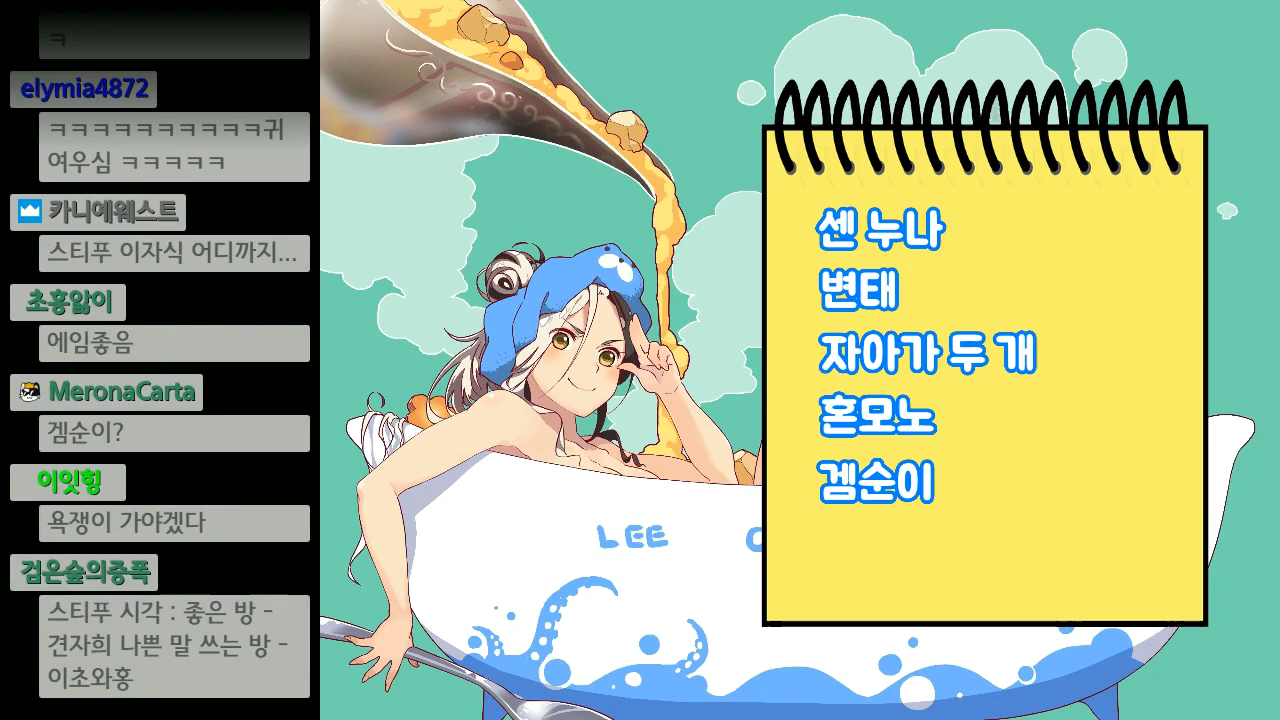 ㅋ
elymia4872
ㅋㅋㅋㅋㅋㅋㅋㅋㅋㅋ귀
여우심 ㅋㅋㅋㅋㅋ
카니예웨스트
스티푸 이자식 어디까지...
초홍앏이
에임좋음
MeronaCarta
겜순이?
이잇힝
욕쟁이 가야겠다
검은숲의종폭
스티푸 시각 : 좋은 방 -
견자희 나쁜 말 쓰는 방 -
이초와홍
센 누나
변태
자아가 두 개
혼모노
겜순이
LEE